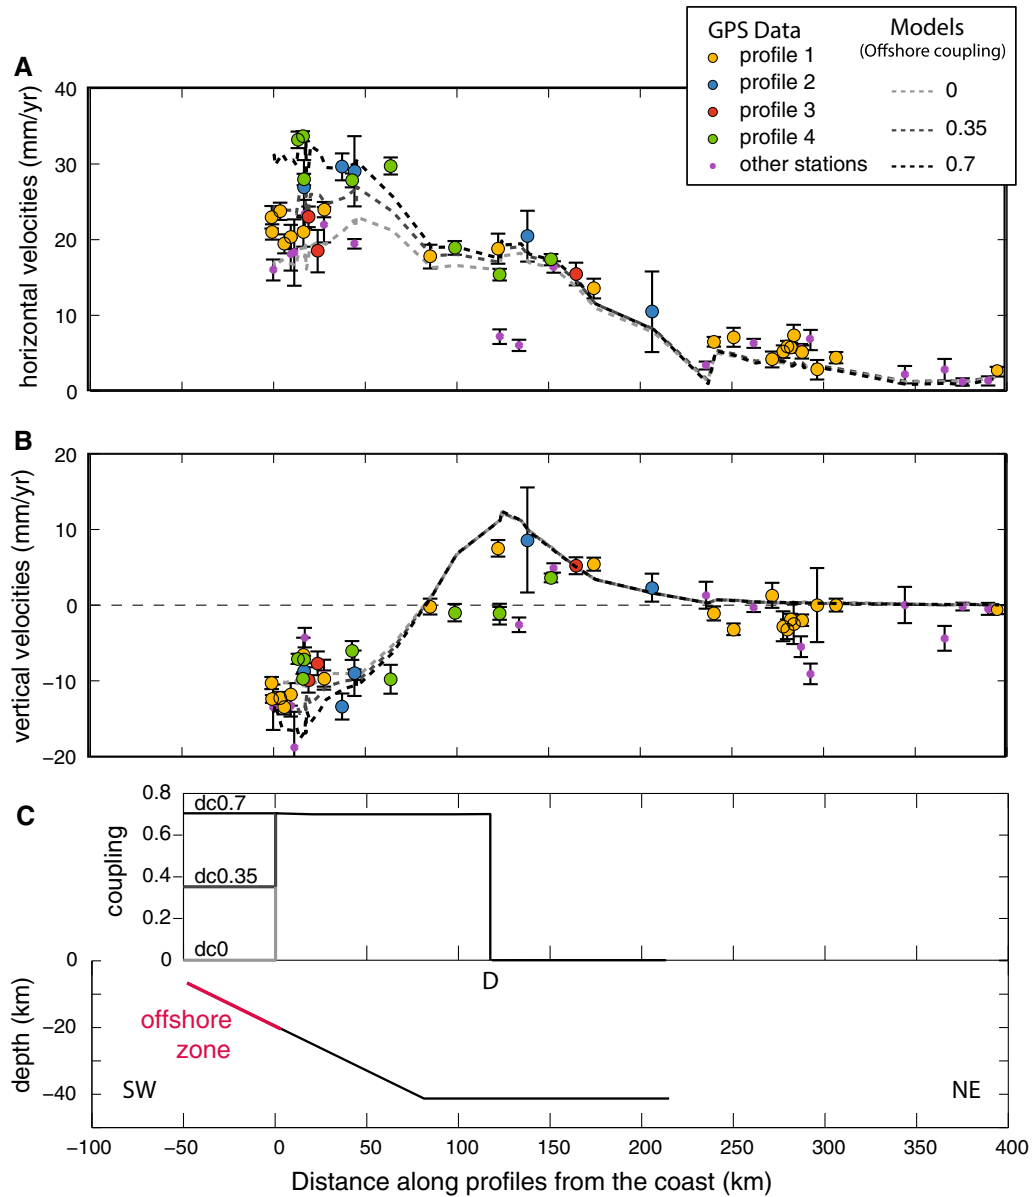 GPS Data
profile 1
profile 2
profile 3
profile 4
other stations
Models
(Offshore coupling)
0
0.35
0.7
A
horizontal velocities (mm/yr)
40
30
20
10
0
B
vertical velocities (mm/yr)
20
10
0
−10
−20
C
coupling
0.8
0.6
0.4
0.2
0
dc0.7
dc0.35
dc0
D
depth (km)
0
−20
−40
offshore
zone
SW
NE
−100
−50
0
50
100
150
200
250
300
350
400
Distance along profiles from the coast (km)